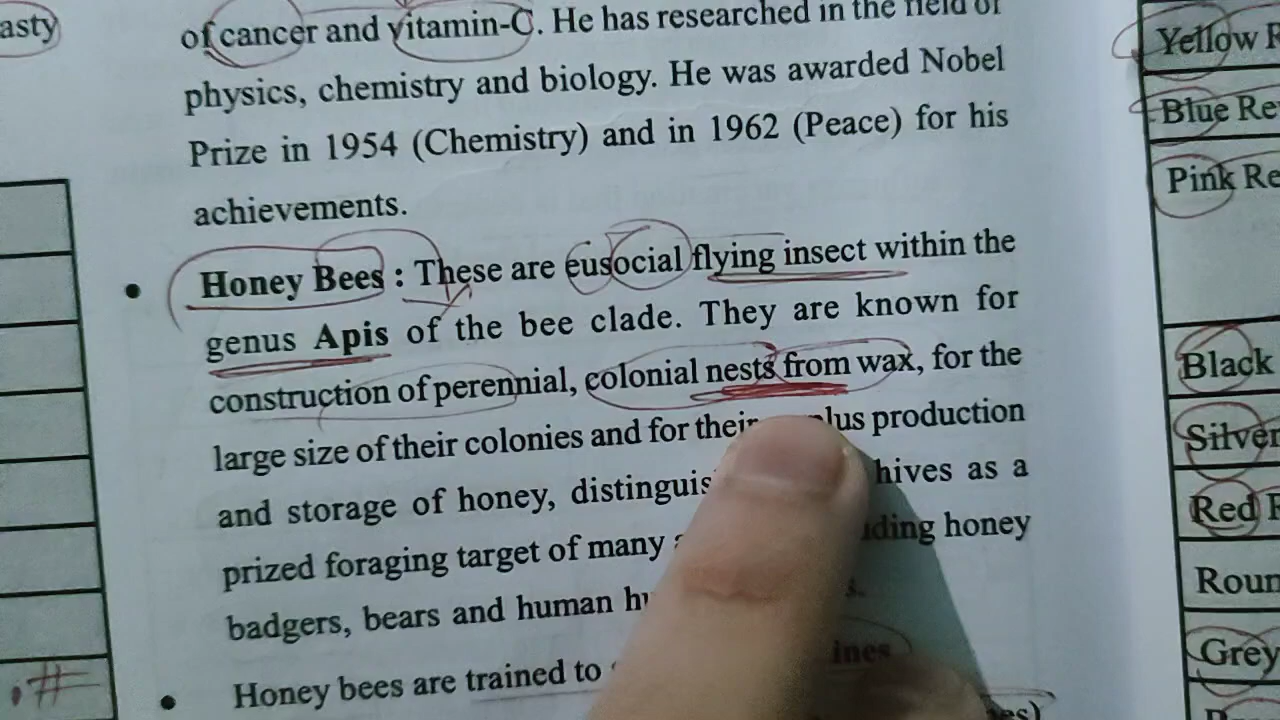 asty
of cancer and vitamin-C. He has researched in the field of
physics, chemistry and biology. He was awarded Nobel
Prize in 1954 (Chemistry) and in 1962 (Peace) for his
achievements.
• Honey Bees : These are eusocial flying insect within the
genus Apis of the bee clade. They are known for
construction of perennial, colonial nests from wax, for the
large size of their colonies and for their plus production
and storage of honey, distinguis hives as a
prized foraging target of many ding honey
badgers, bears and human hu s.
• Honey bees are trained to ines
es)
.#
Yellow R
Blue Re
Pink Re
Black
Silver
Red R
Roun
Grey